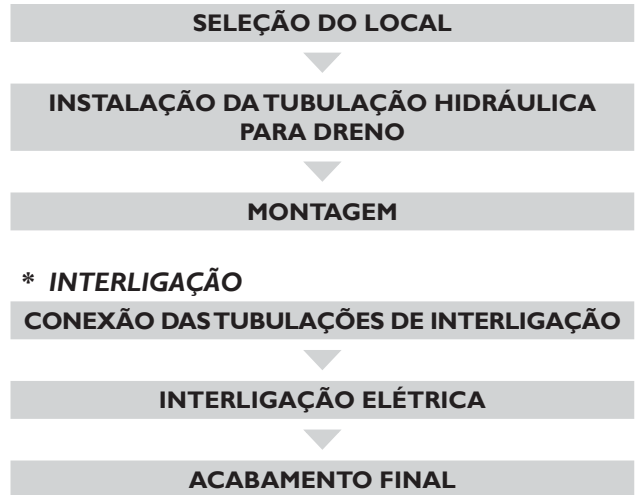 SELEÇÃO DO LOCAL
INSTALAÇÃO DA TUBULAÇÃO HIDRÁULICA
PARA DRENO
MONTAGEM
* INTERLIGAÇÃO
CONEXÃO DAS TUBULAÇÕES DE INTERLIGAÇÃO
INTERLIGAÇÃO ELÉTRICA
ACABAMENTO FINAL